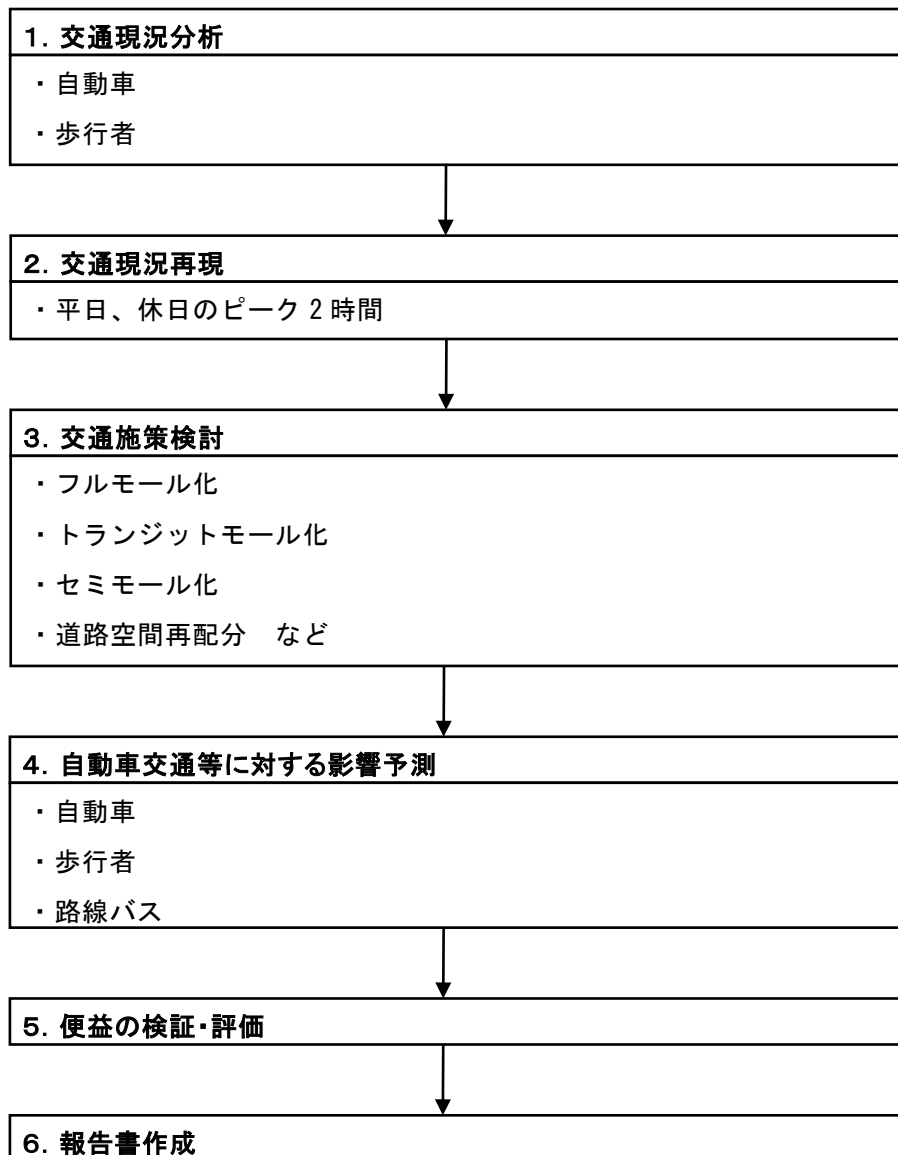 1．交通現況分析
・自動車
・歩行者
2．交通現況再現
・平日、休日のピーク２時間
3．交通施策検討
・フルモール化
・トランジットモール化
・セミモール化
・道路空間再配分　など
4．自動車交通等に対する影響予測
・自動車
・歩行者
・路線バス
5．便益の検証・評価
6．報告書作成